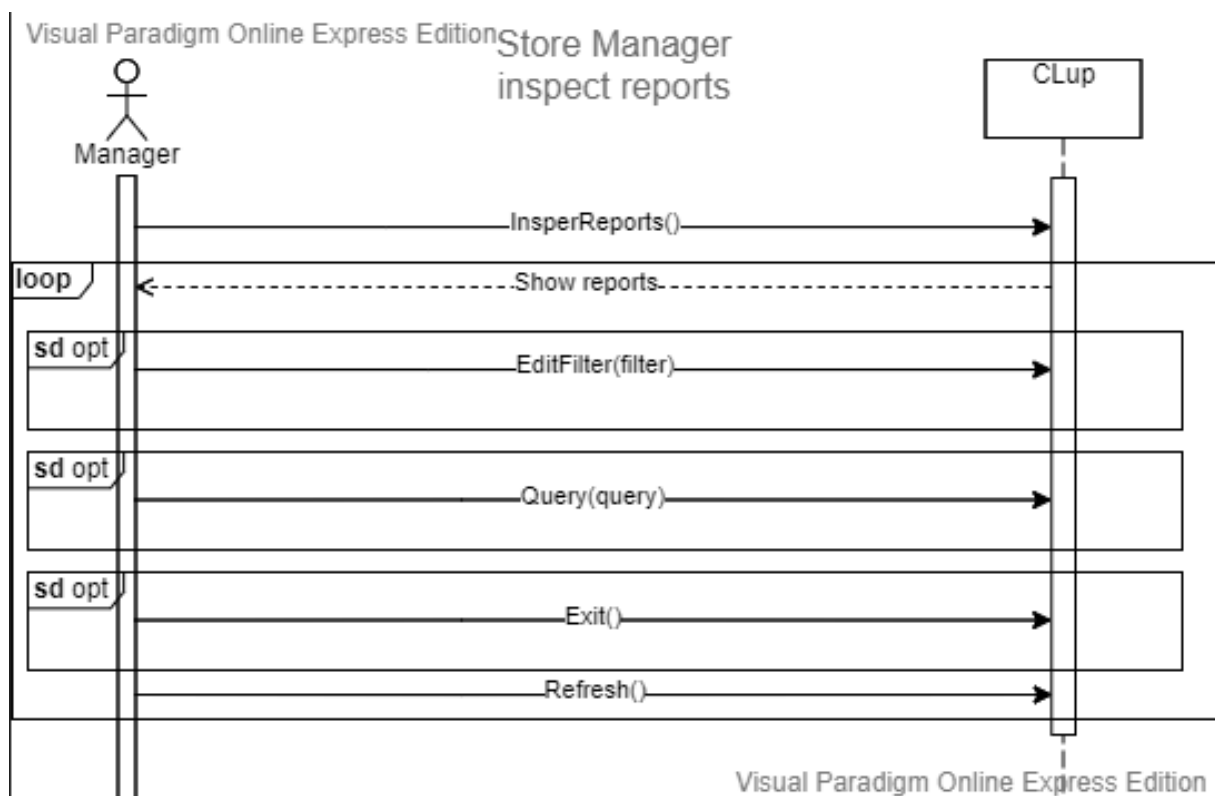 Visual Paradigm Online Express Edition
Store Manager
inspect reports
CLup
Manager
InsperReports()
loop
Show reports
sd opt
EditFilter(filter)
sd opt
Query(query)
sd opt
Exit()
Refresh()
Visual Paradigm Online Express Edition